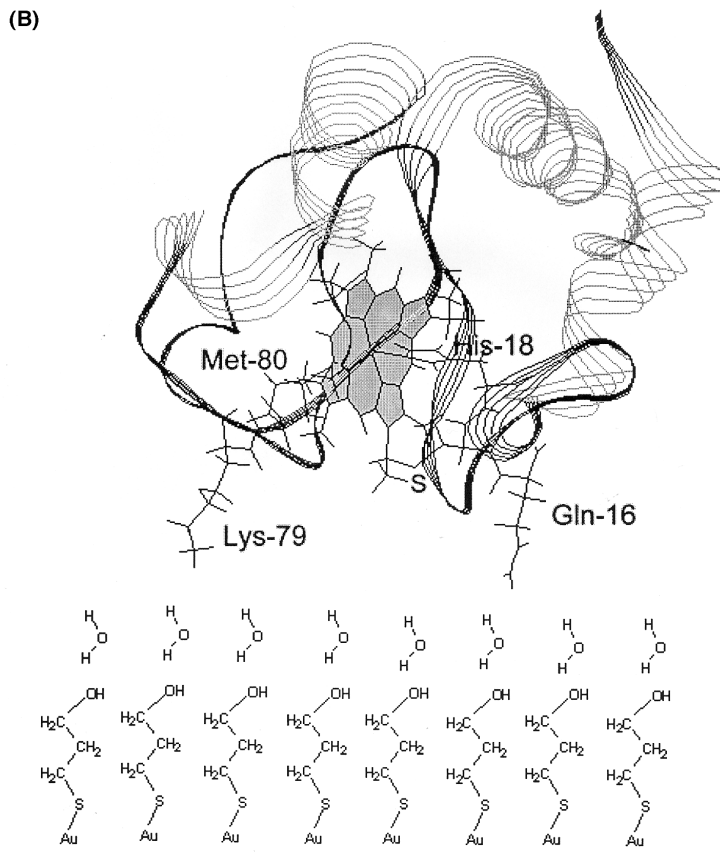 (B)
Met-80
His-18
S
Lys-79
Gln-16
H H H H H H H H
O O O O O O O O
H H H H H H H H
OH OH OH OH OH OH OH OH
H₂C H₂C H₂C H₂C H₂C H₂C H₂C H₂C
CH₂ CH₂ CH₂ CH₂ CH₂ CH₂ CH₂ CH₂
H₂C H₂C H₂C H₂C H₂C H₂C H₂C H₂C
S S S S S S S S
Au Au Au Au Au Au Au Au